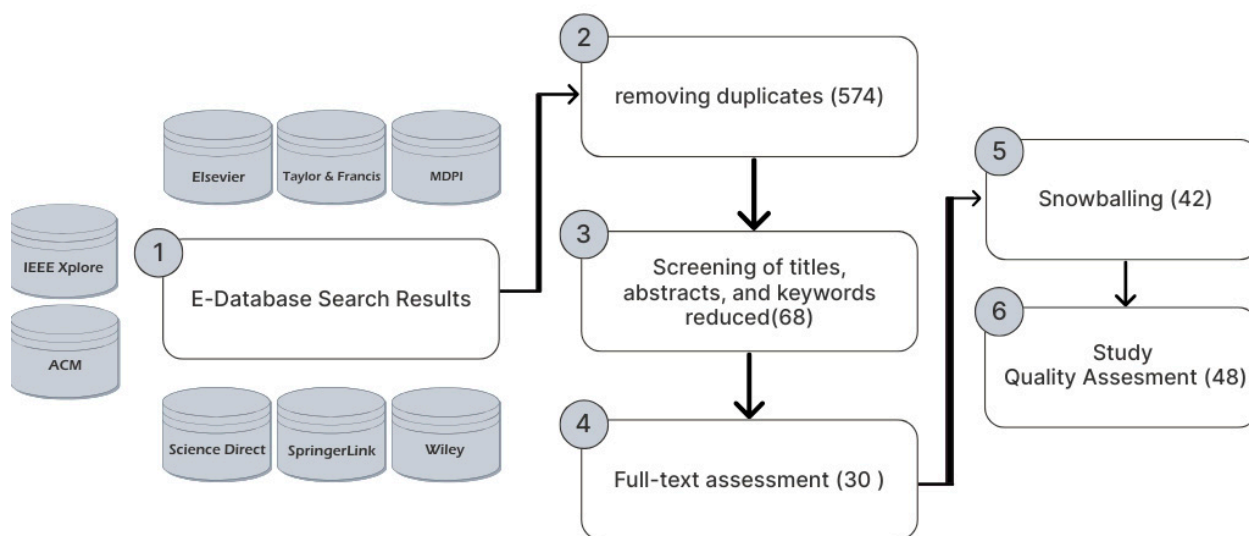 2
removing duplicates (574)
Elsevier
Taylor & Francis
MDPI
5
Snowballing (42)
IEEE Xplore
1
E-Database Search Results
3
Screening of titles,
abstracts, and keywords
reduced(68)
ACM
6
Study
Quality Assesment (48)
Science Direct
SpringerLink
Wiley
4
Full-text assessment (30 )